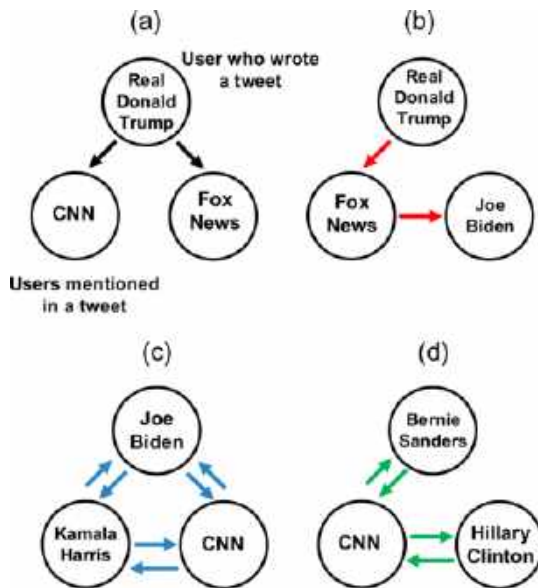 (a)
(b)
User who wrote
a tweet
Real
Donald
Trump
Real
Donald
Trump
CNN
Fox
News
Fox
News
Joe
Biden
Users mentioned
in a tweet
(c)
(d)
Joe
Biden
Bernie
Sanders
Kamala
Harris
CNN
CNN
Hillary
Clinton